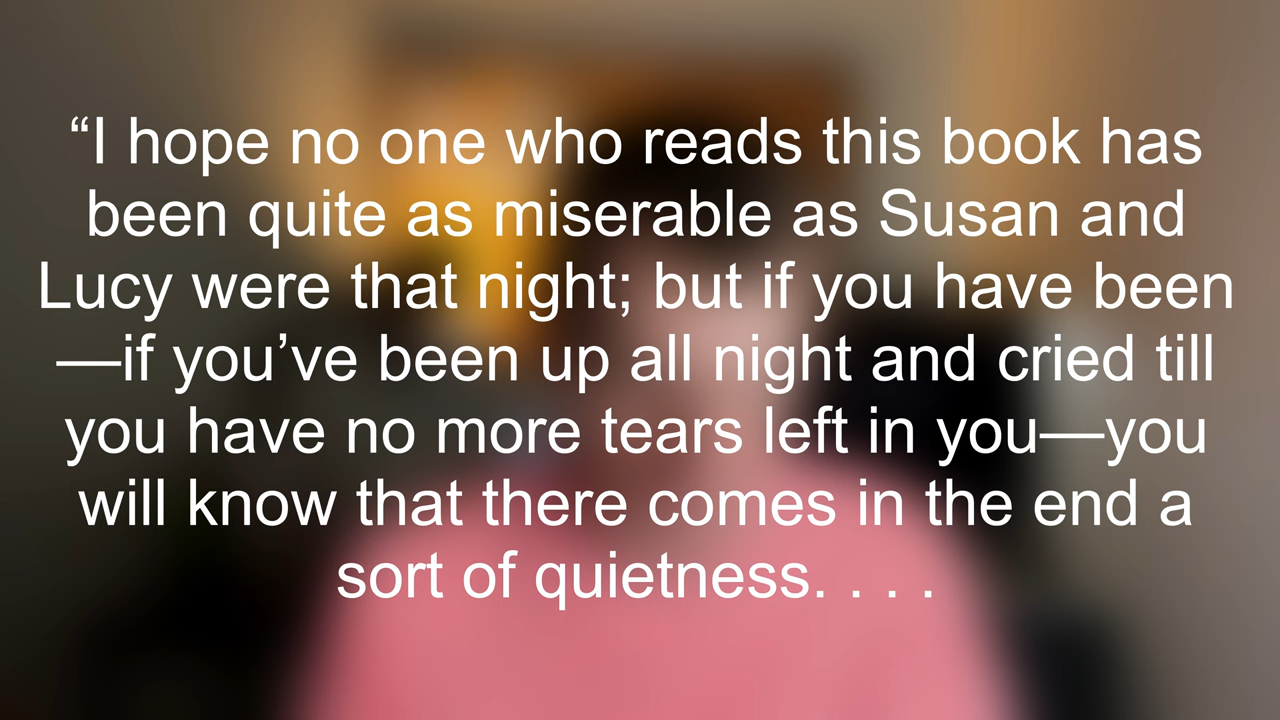 “I hope no one who reads this book has
been quite as miserable as Susan and
Lucy were that night; but if you have been
—if you’ve been up all night and cried till
you have no more tears left in you—you
will know that there comes in the end a
sort of quietness. . . .